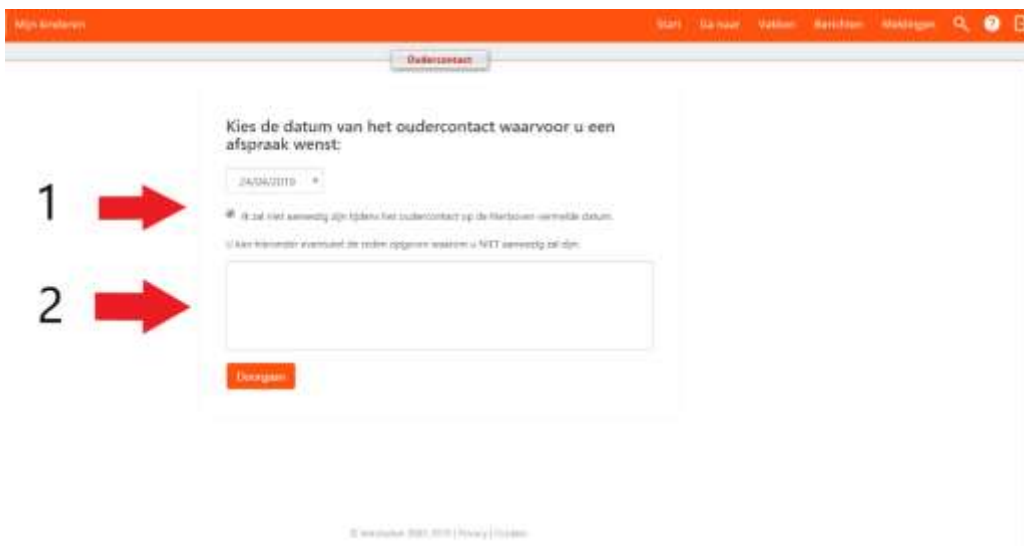 Mijn kinderen
Start Ga naar Vakken Berichten Meldingen
Oudercontact
Kies de datum van het oudercontact waarvoor u een
afspraak wenst:
24/04/2019
1
Ik zal niet aanwezig zijn tijdens het oudercontact op de hierboven vermelde datum.
U kan hieronder eventueel de reden opgeven waarom u NIET aanwezig zal zijn.
2
Doorgaan
| Privacy | Cookies